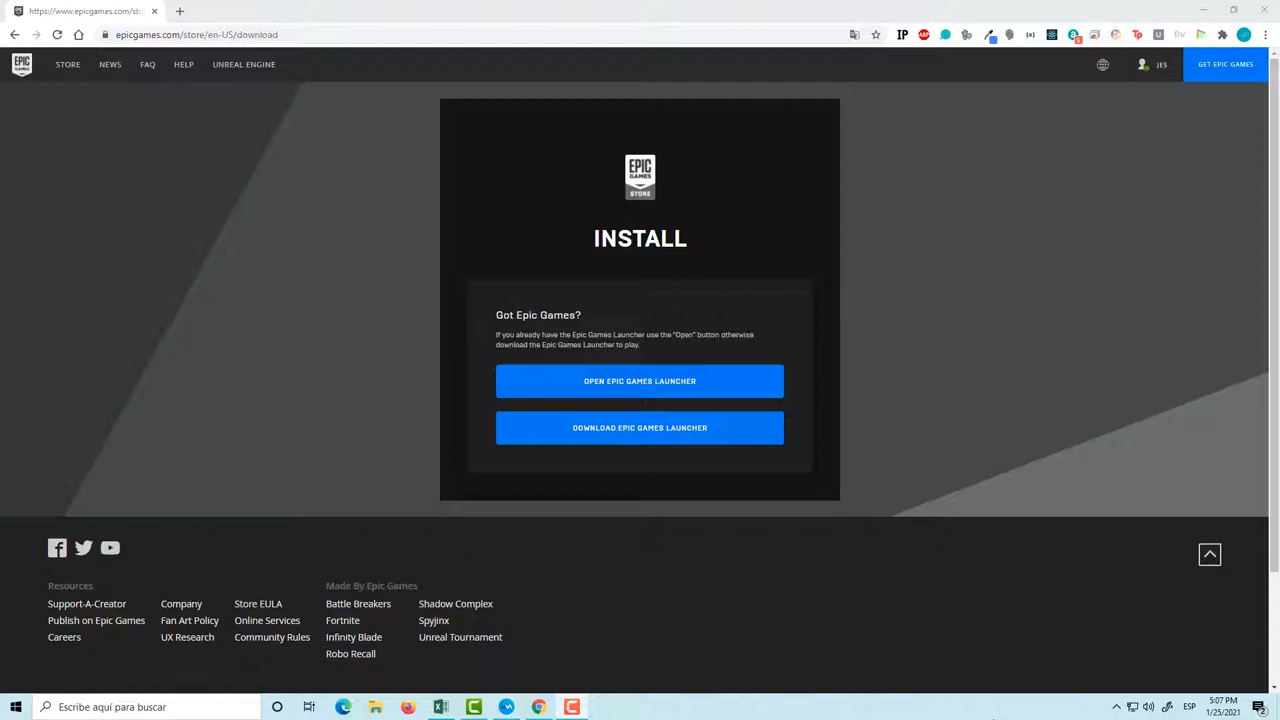 https://www.epicgames.com/sto
epicgames.com/store/en-US/download
IP
ABP
EPIC GAMES
STORE
NEWS
FAQ
HELP
UNREAL ENGINE
JES
GET EPIC GAMES
EPIC
GAMES
STORE
INSTALL
Got Epic Games?
If you already have the Epic Games Launcher use the "Open" button otherwise
download the Epic Games Launcher to play.
OPEN EPIC GAMES LAUNCHER
DOWNLOAD EPIC GAMES LAUNCHER
Resources
Support-A-Creator
Company
Store EULA
Publish on Epic Games
Fan Art Policy
Online Services
Careers
UX Research
Community Rules
Made By Epic Games
Battle Breakers
Shadow Complex
Fortnite
Spyjinx
Infinity Blade
Unreal Tournament
Robo Recall
Escribe aquí para buscar
ESP
5:07 PM
1/25/2021
2